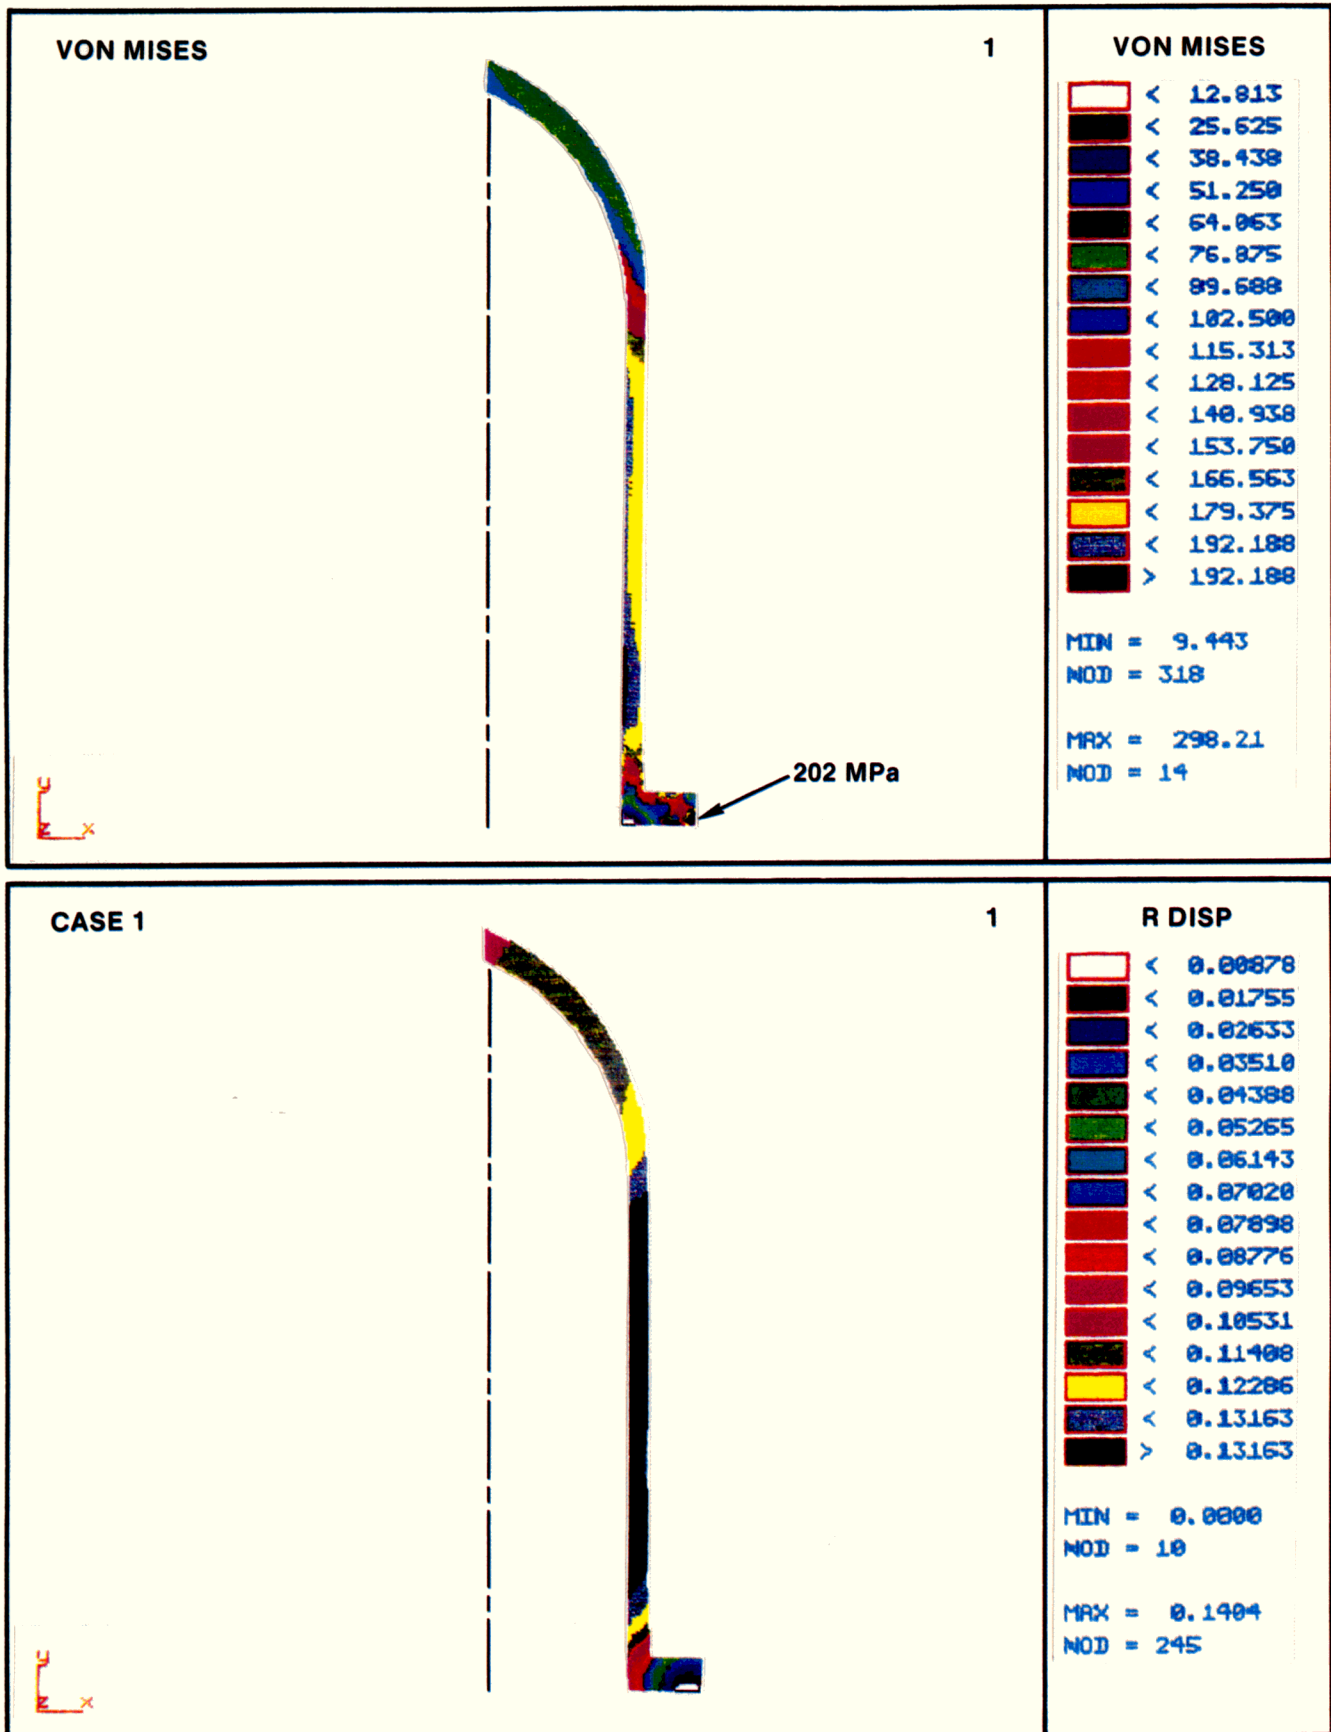 VON MISES
1
202 MPa
y
z x
VON MISES
< 12.813
< 25.625
< 38.438
< 51.250
< 64.063
< 76.875
< 89.688
< 102.500
< 115.313
< 128.125
< 140.938
< 153.750
< 166.563
< 179.375
< 192.188
> 192.188
MIN = 9.443
NOD = 318
MAX = 298.21
NOD = 14
CASE 1
1
y
z x
R DISP
< 0.00878
< 0.01755
< 0.02633
< 0.03510
< 0.04388
< 0.05265
< 0.06143
< 0.07020
< 0.07898
< 0.08776
< 0.09653
< 0.10531
< 0.11408
< 0.12286
< 0.13163
> 0.13163
MIN = 0.0000
NOD = 10
MAX = 0.1404
NOD = 245